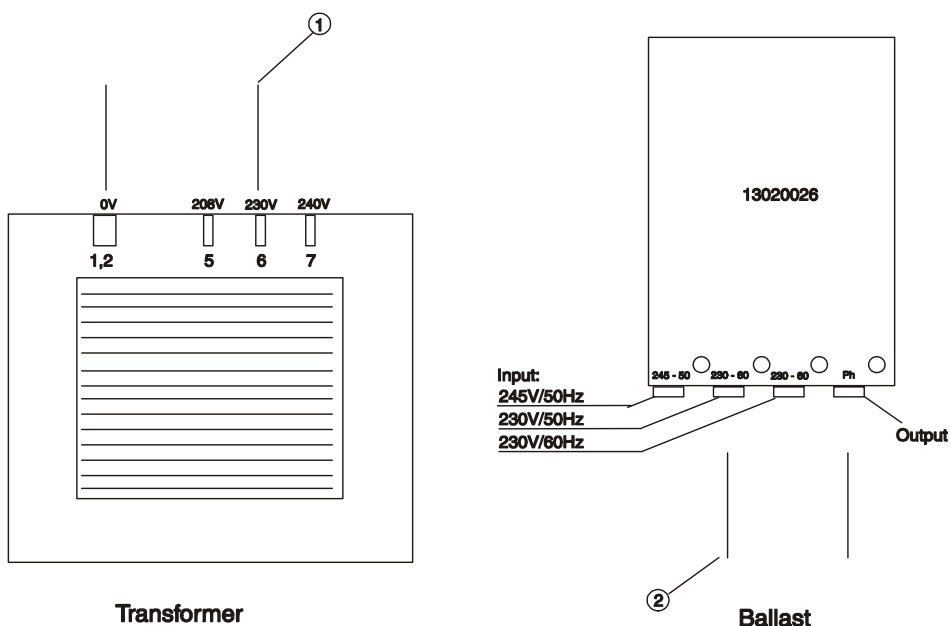 1
0V 208V 230V 240V
1,2 5 6 7
Transformer
13020026
245 - 50 230 - 60 230 - 60 Ph
Input:
245V/50Hz
230V/50Hz
230V/60Hz
Output
2
Ballast